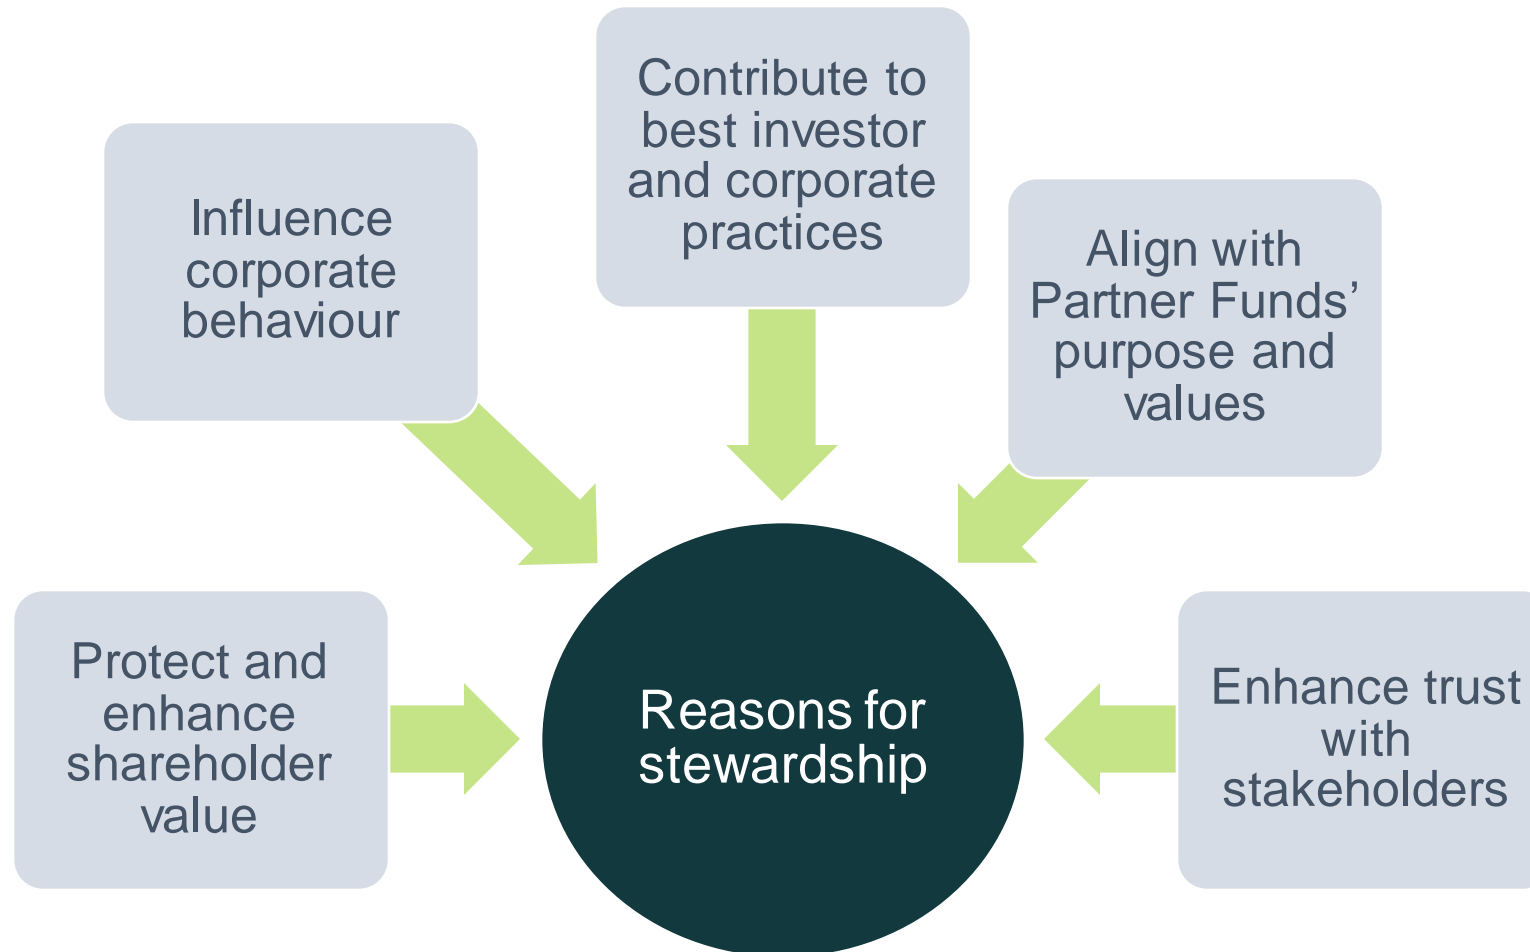 Contribute to
best investor
and corporate
practices
Influence
corporate
behaviour
Align with
Partner Funds’
purpose and
values
Protect and
enhance
shareholder
value
Reasons for
stewardship
Enhance trust
with
stakeholders